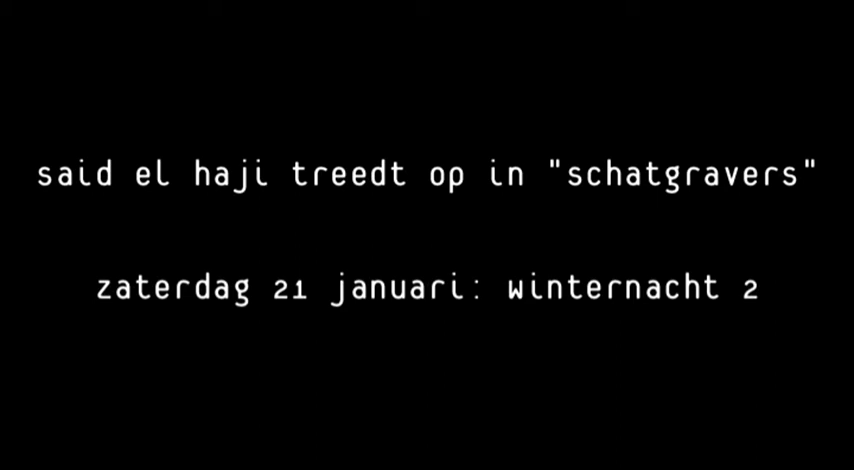 said el haji treedt op in "schatgravers"
zaterdag 21 januari: winternacht 2